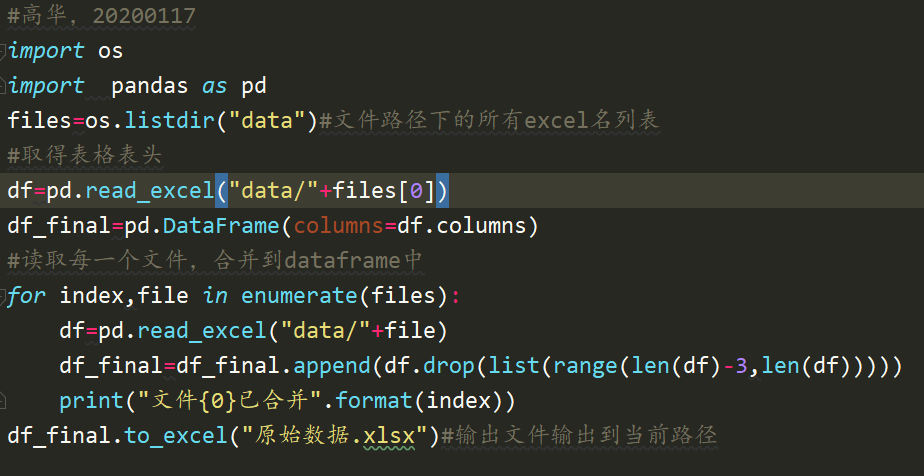 #高华，20200117
import os
import  pandas as pd
files=os.listdir("data")#文件路径下的所有excel名列表
#取得表格表头
df=pd.read_excel("data/"+files[0])
df_final=pd.DataFrame(columns=df.columns)
#读取每一个文件，合并到dataframe中
for index,file in enumerate(files):
    df=pd.read_excel("data/"+file)
    df_final=df_final.append(df.drop(list(range(len(df)-3,len(df)))))
    print("文件{0}已合并".format(index))
df_final.to_excel("原始数据.xlsx")#输出文件输出到当前路径